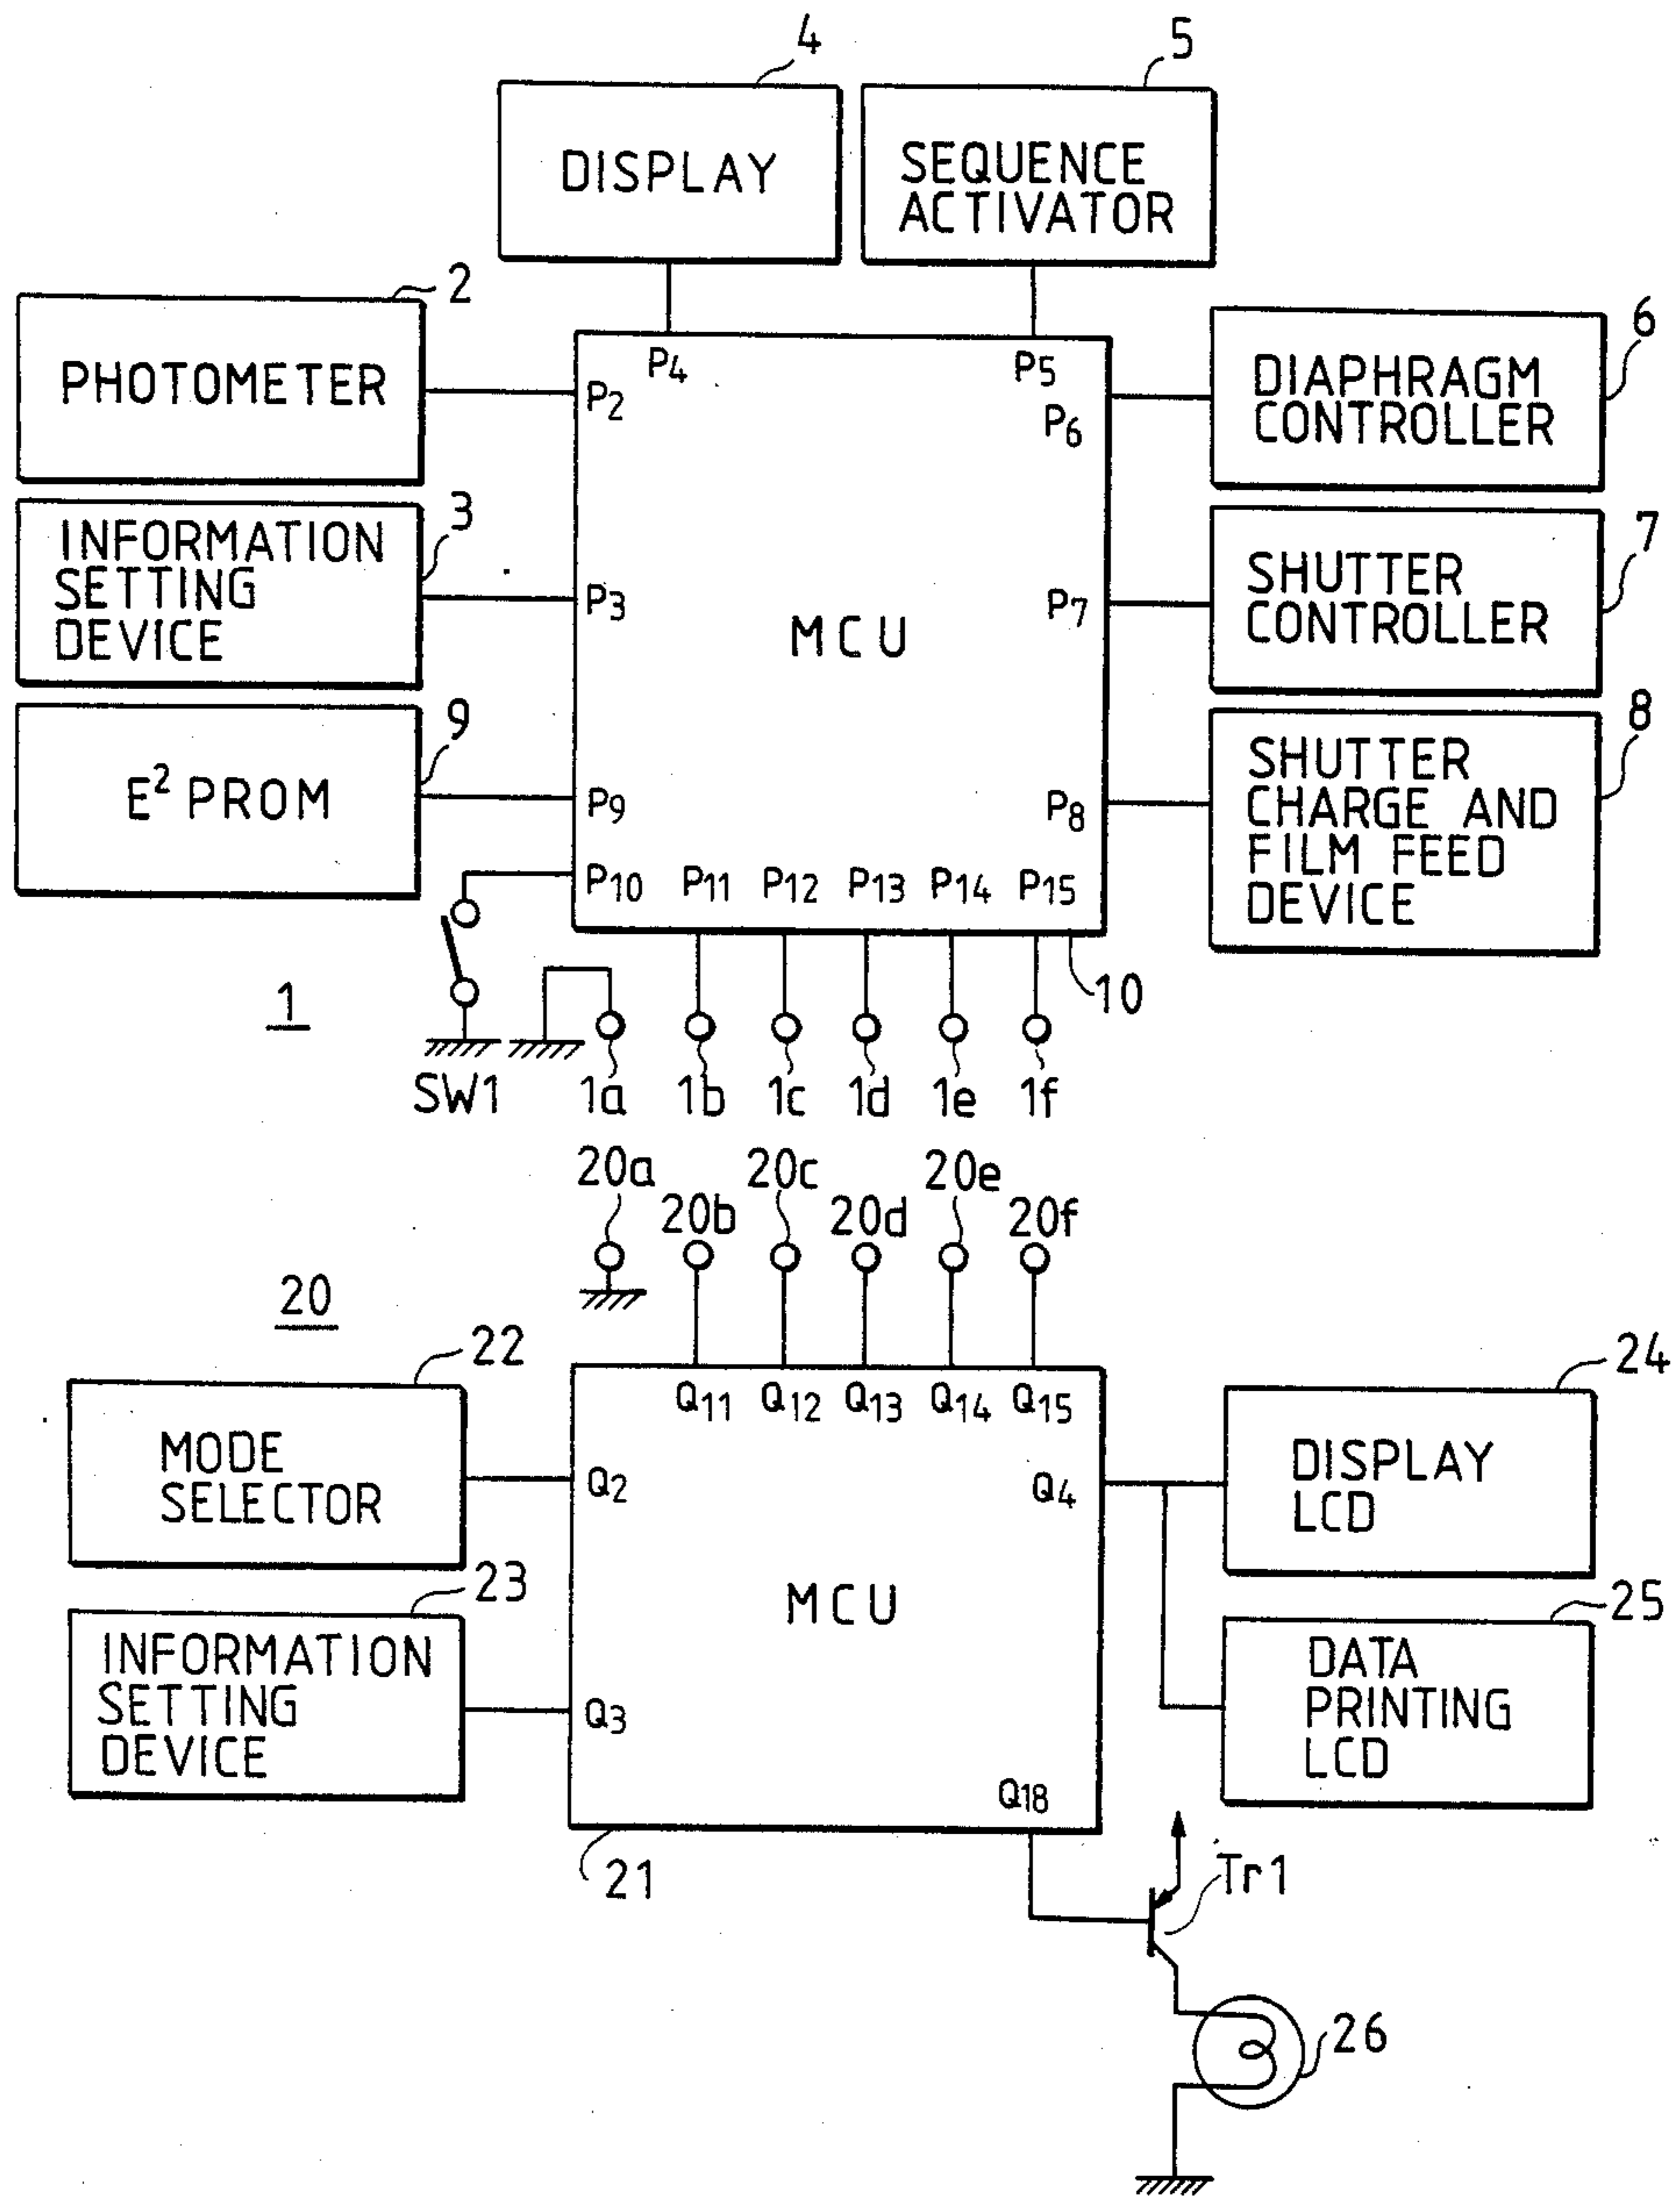 4
5
DISPLAY
SEQUENCE
ACTIVATOR
2
6
PHOTOMETER
P4
P5
P2
P6
DIAPHRAGM
CONTROLLER
3
7
INFORMATION
SETTING
DEVICE
P3
MCU
P7
SHUTTER
CONTROLLER
9
8
E² PROM
P9
P8
SHUTTER
CHARGE AND
FILM FEED
DEVICE
P10 P11 P12 P13 P14 P15
1
10
SW1
1a 1b 1c 1d 1e 1f
20a 20b 20c 20d 20e 20f
20
22
24
Q11 Q12 Q13 Q14 Q15
MODE
SELECTOR
Q2
Q4
DISPLAY
LCD
23
MCU
25
INFORMATION
SETTING
DEVICE
Q3
DATA
PRINTING
LCD
Q18
21
Tr1
26